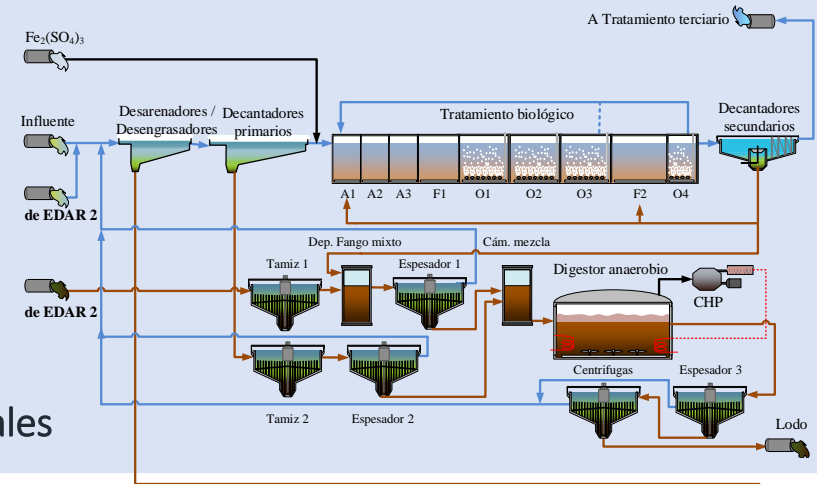 A Tratamiento terciario
Fe2(SO4)3
Influente
Desarenadores /
Desengrasadores
Decantadores
primarios
Tratamiento biológico
Decantadores
secundarios
de EDAR 2
A1 A2 A3 F1 O1 O2 O3 F2 O4
Dep. Fango mixto
Cám. mezcla
Tamiz 1
Espesador 1
Digestor anaerobio
CHP
de EDAR 2
Centrifugas
Espesador 3
Tamiz 2
Espesador 2
Lodo
ales